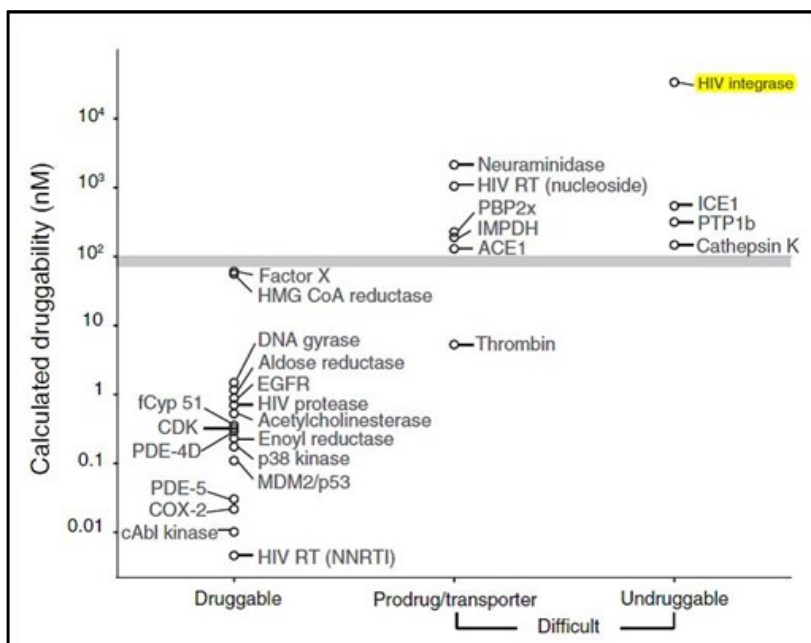 Calculated druggability (nM)
10⁴
10³
10²
10
1
0.1
0.01
HIV integrase
Neuraminidase
HIV RT (nucleoside)
PBP2x
IMPDH
ACE1
ICE1
PTP1b
Cathepsin K
Factor X
HMG CoA reductase
Thrombin
DNA gyrase
Aldose reductase
EGFR
fCyp 51
HIV protease
CDK
Acetylcholinesterase
PDE-4D
Enoyl reductase
p38 kinase
MDM2/p53
PDE-5
COX-2
cAbl kinase
HIV RT (NNRTI)
Druggable
Prodrug/transporter
Undruggable
Difficult